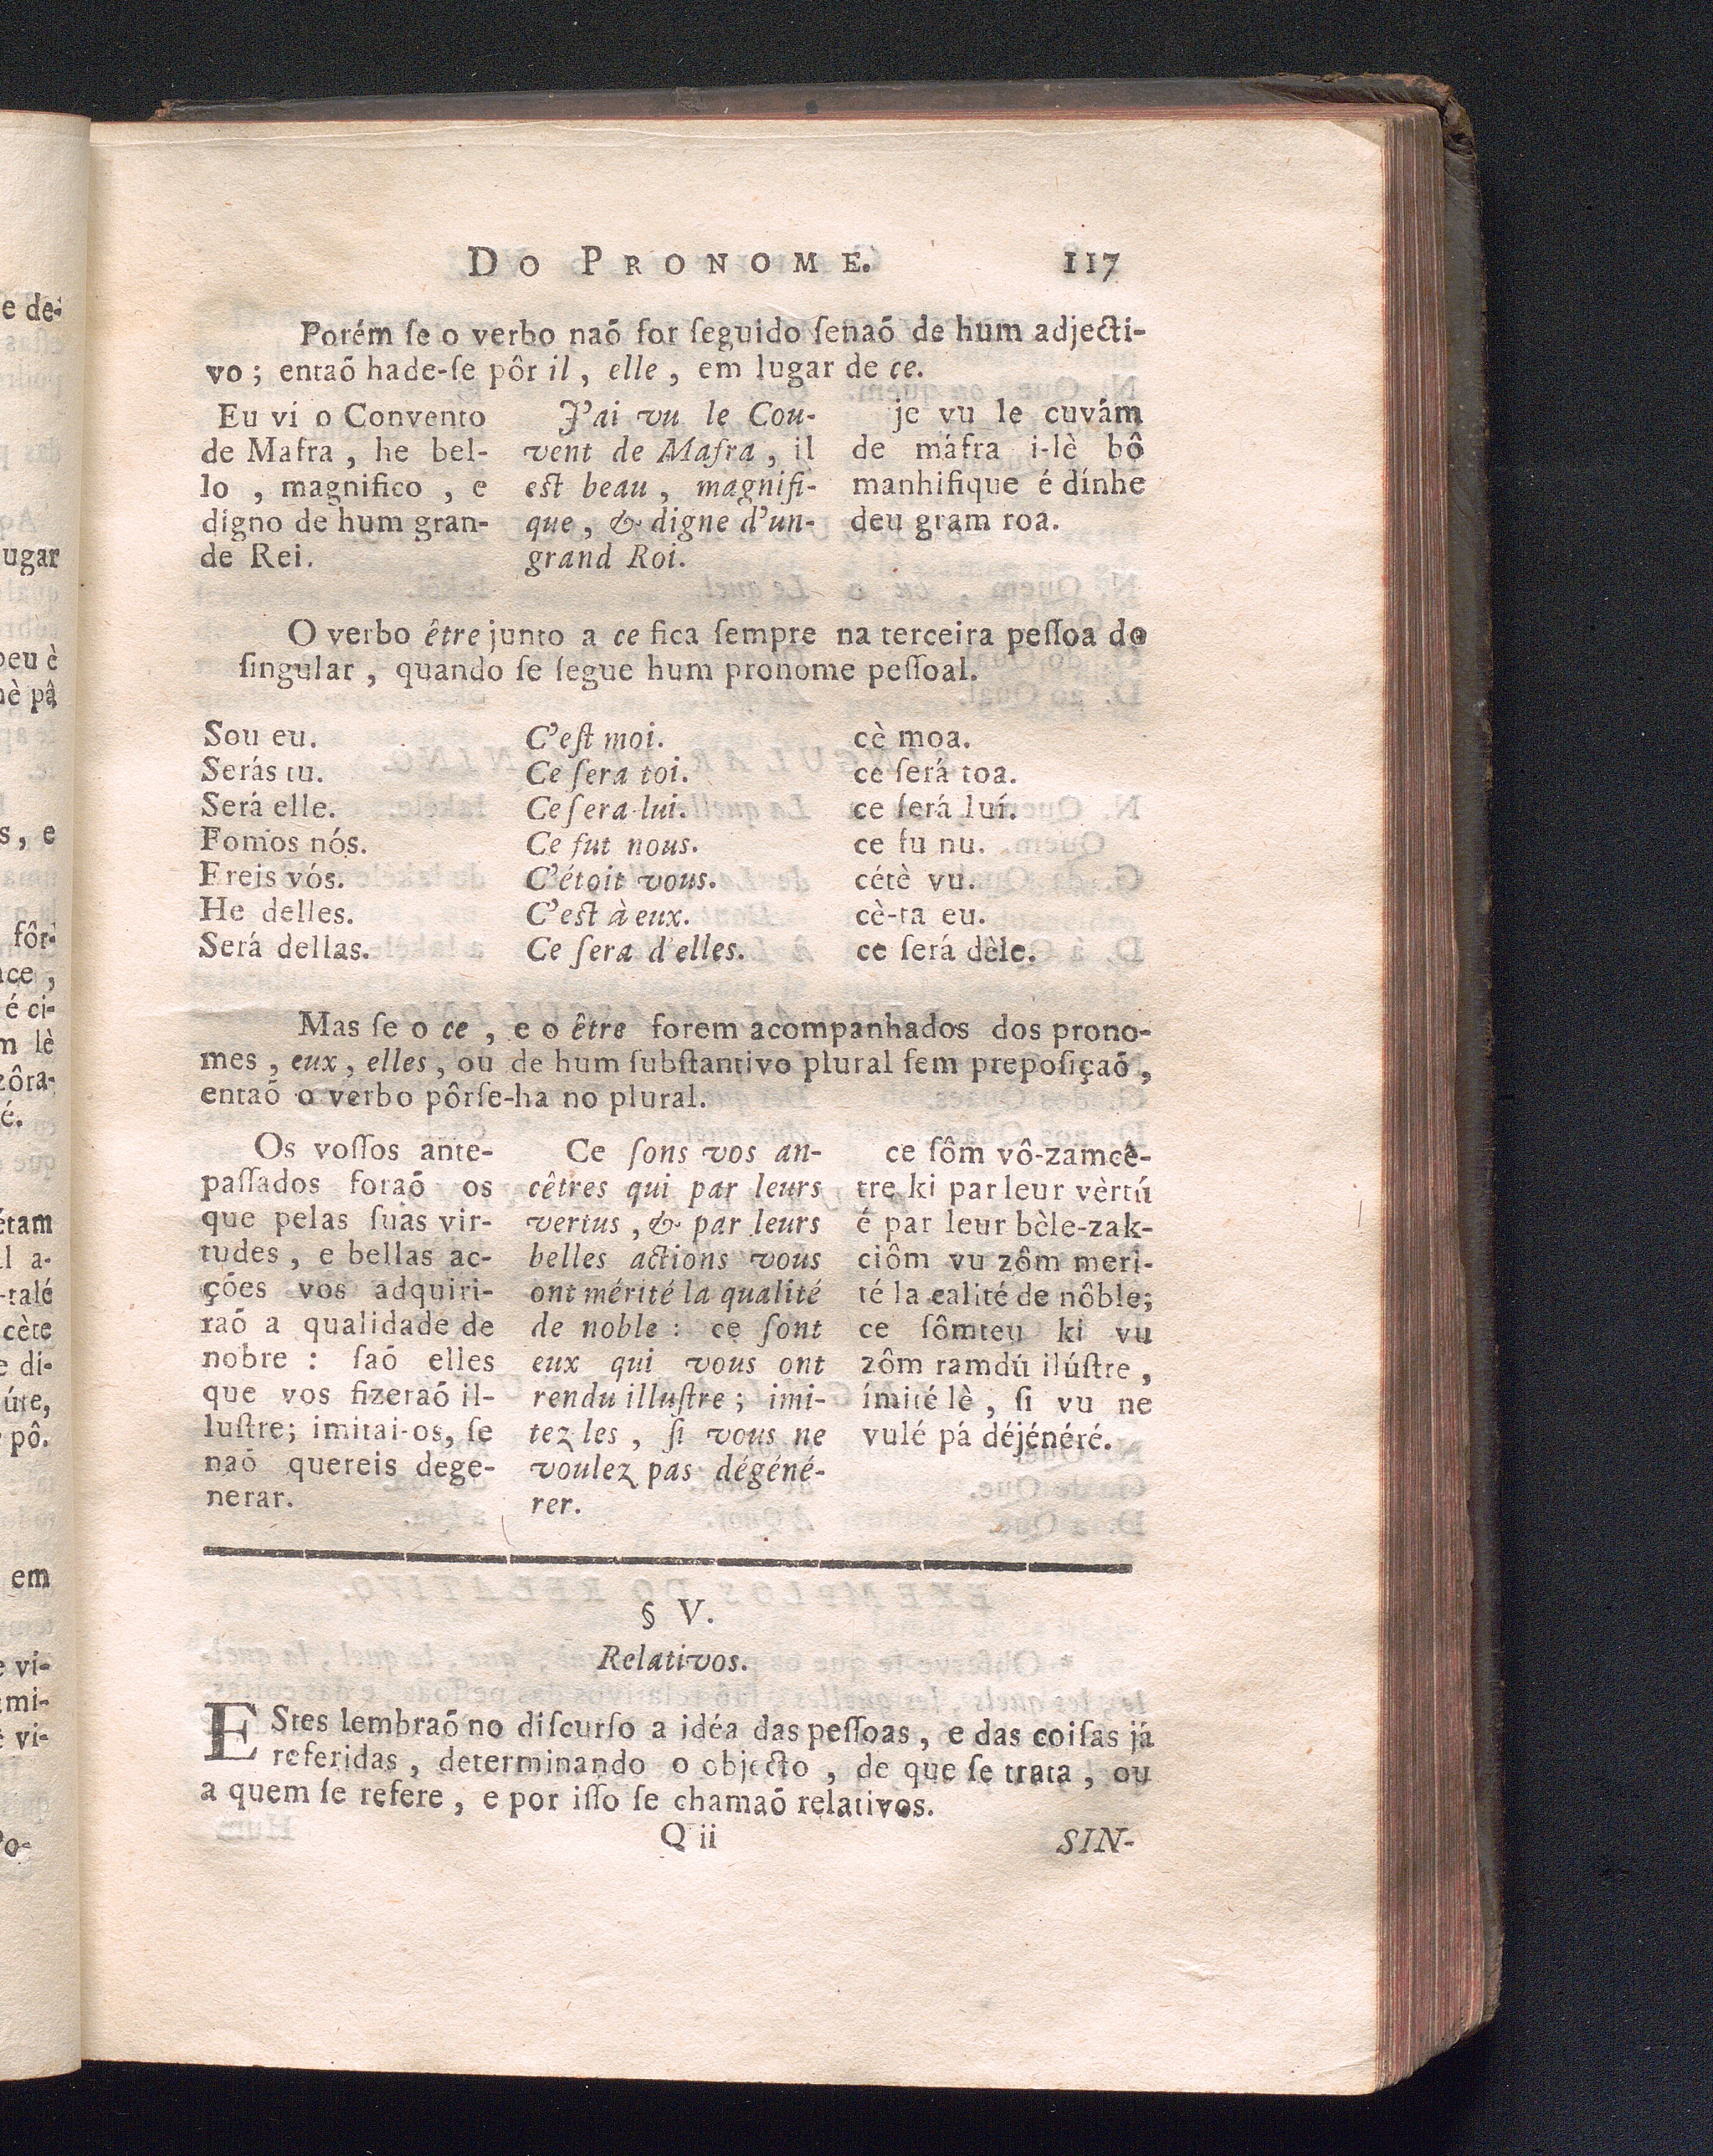 DO PRONOME. 117
Porém ſe o verbo naõ for ſeguido ſenaõ de hum adjecti-
vo ; entaõ hade-ſe pôr il , elle , em lugar de ce.
Eu ví o Convento
de Mafra , he bel-
lo , magnifico , e
digno de hum gran-
de Rei.
J'ai vu le Cou-
vent de Mafra , il
est beau , magnifi-
que , & digne d'un-
grand Roi.
je vu le cuvám
de máfra i-lè bô
manhifique é dínhe
deu gram roa.
O verbo être junto a ce fica ſempre na terceira peſſoa do
ſingular , quando ſe ſegue hum pronome peſſoal.
Sou eu. C'eſt moi. cè moa.
Serás tu. Ce ſera toi. ce ſerá toa.
Será elle. Ce ſera lui. ce ſerá luí.
Fomos nós. Ce fut nous. ce fu nu.
Ereis vós. C'étoit vous. cétè vu.
He delles. C'est à eux. cè-ta eu.
Será dellas. Ce ſera d'elles. ce ſerá dèle.
Mas ſe o ce , e o être forem acompanhados dos prono-
mes , eux , elles , ou de hum ſubſtantivo plural ſem prepoſiçaõ ,
entaõ o verbo pôrſe-ha no plural.
Os voſſos ante-
paſſados foraõ os
que pelas ſuas vir-
tudes , e bellas ac-
ções vos adquiri-
raõ a qualidade de
nobre : ſaõ elles
que vos fizeraõ il-
luſtre; imitai-os, ſe
naõ quereis dege-
nerar.
Ce ſons vos an-
cêtres qui par leurs
vertus , & par leurs
belles actions vous
ont mérité la qualité
de noble : ce ſont
eux qui vous ont
rendu illuſtre ; imi-
tez les , ſi vous ne
voulez pas dégéné-
rer.
ce ſôm vô-zamcê-
tre ki par leur vèrtú
é par leur bèle-zak-
ciôm vu zôm meri-
té la calité de nôble;
ce ſômteu ki vu
zôm ramdú ilúſtre ,
ímité lè , ſi vu ne
vulé pá déjénéré.
§ V.
Relativos.
EStes lembraõ no diſcurſo a idéa das peſſoas , e das coiſas já
referidas , determinando o objecto , de que ſe trata , ou
a quem ſe refere , e por iſſo ſe chamaõ relativos.
Q ii SIN-